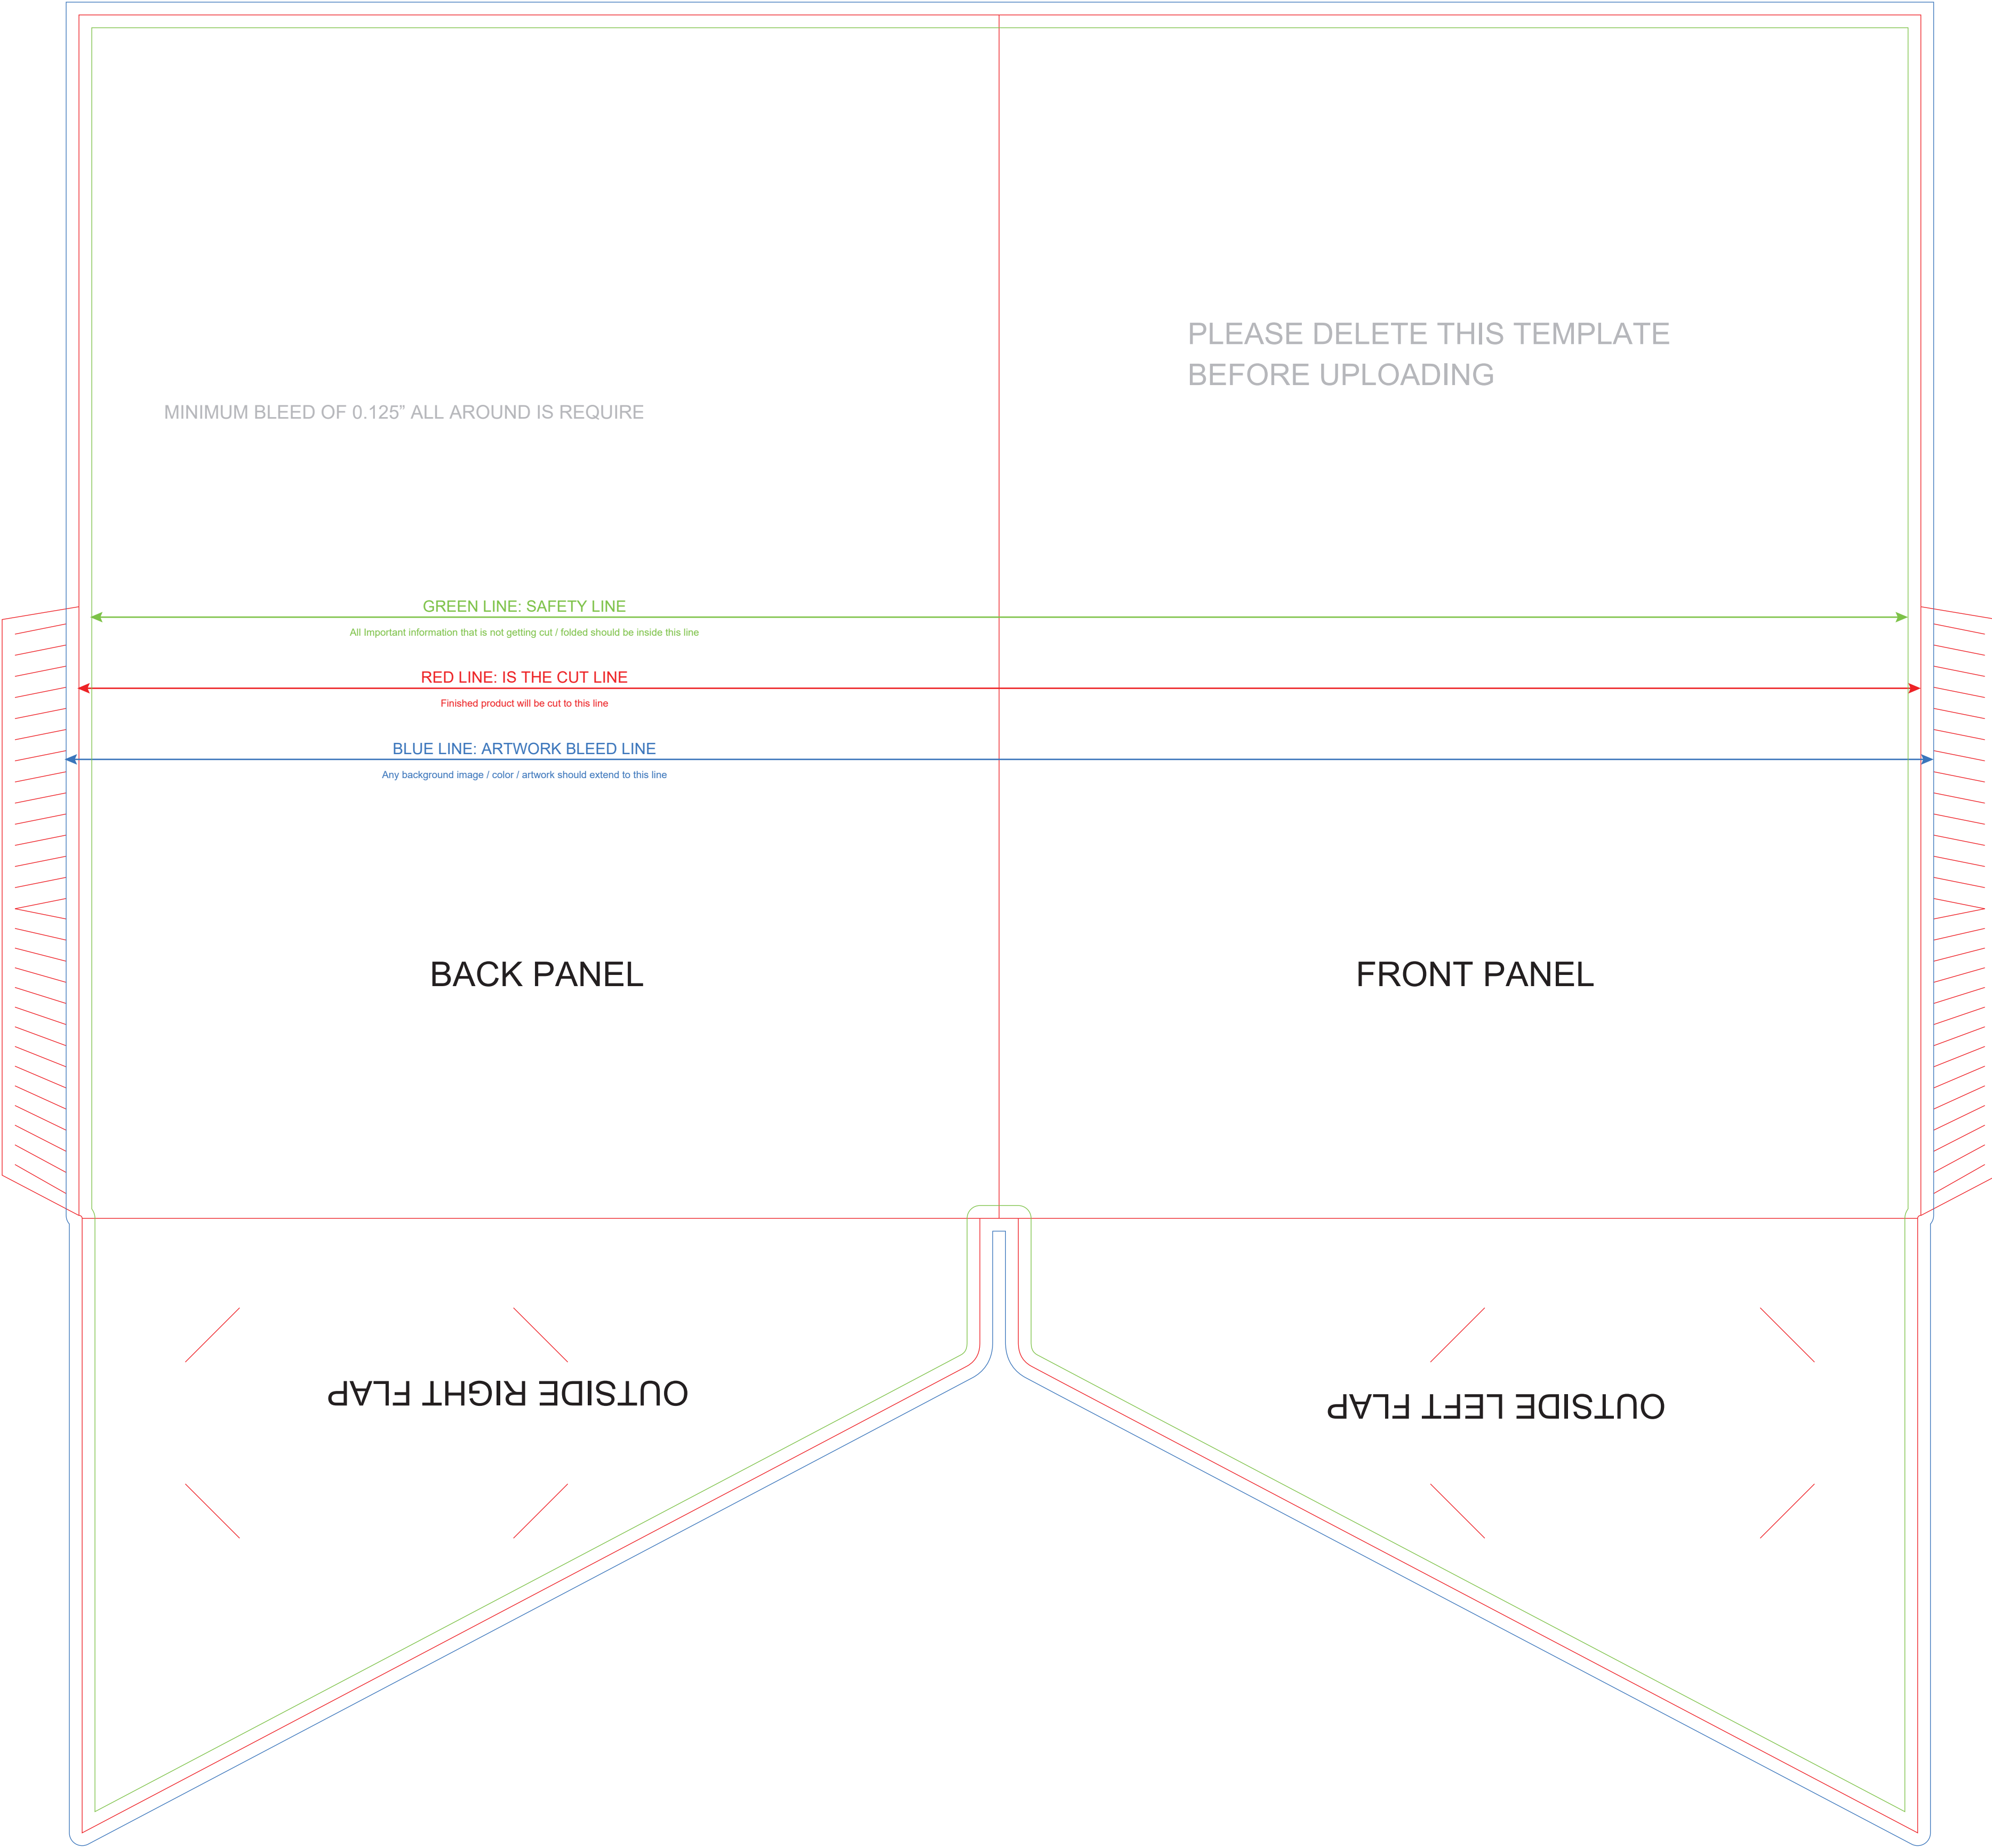 PLEASE DELETE THIS TEMPLATE
BEFORE UPLOADING
MINIMUM BLEED OF 0.125” ALL AROUND IS REQUIRE
GREEN LINE: SAFETY LINE
All Important information that is not getting cut / folded should be inside this line
RED LINE: IS THE CUT LINE
Finished product will be cut to this line
BLUE LINE: ARTWORK BLEED LINE
Any background image / color / artwork should extend to this line
BACK PANEL
FRONT PANEL
OUTSIDE RIGHT FLAP
OUTSIDE LEFT FLAP